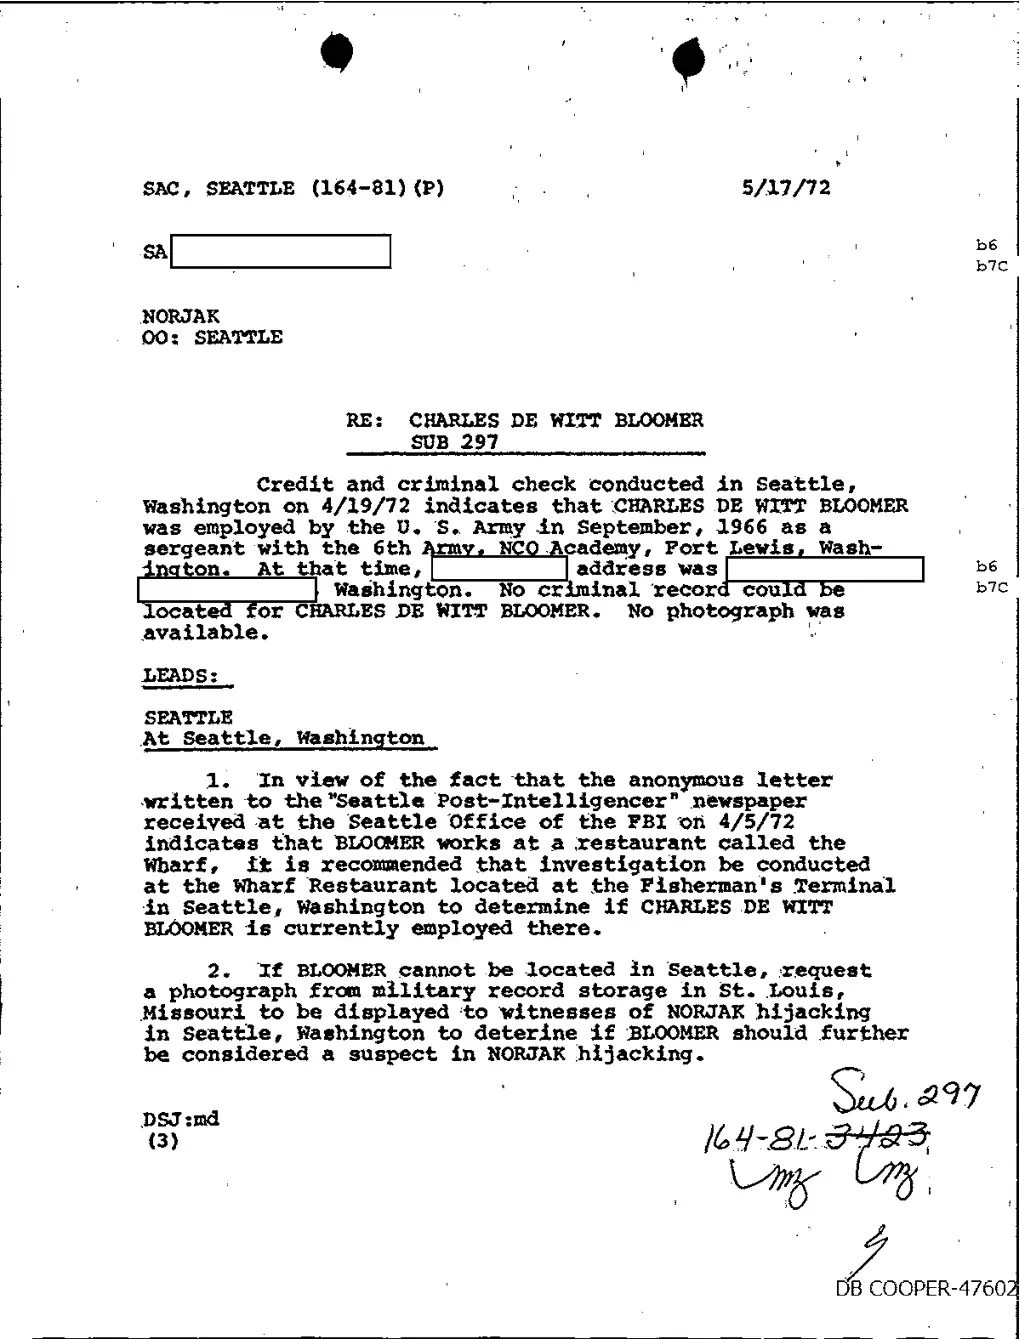 SAC, SEATTLE (164-81)(P) 5/17/72
SA
b6
b7C
NORJAK
OO: SEATTLE
RE: CHARLES DE WITT BLOOMER
SUB 297
Credit and criminal check conducted in Seattle,
Washington on 4/19/72 indicates that CHARLES DE WITT BLOOMER
was employed by the U. S. Army in September, 1966 as a
sergeant with the 6th Army, NCO Academy, Fort Lewis, Wash-
ington. At that time, address was
b6
Washington. No criminal record could be
b7C
located for CHARLES DE WITT BLOOMER. No photograph was
available.
LEADS:
SEATTLE
At Seattle, Washington
1. In view of the fact that the anonymous letter
written to the "Seattle Post-Intelligencer" newspaper
received at the Seattle Office of the FBI on 4/5/72
indicates that BLOOMER works at a restaurant called the
Wharf, it is recommended that investigation be conducted
at the Wharf Restaurant located at the Fisherman's Terminal
in Seattle, Washington to determine if CHARLES DE WITT
BLOOMER is currently employed there.
2. If BLOOMER cannot be located in Seattle, request
a photograph from military record storage in St. Louis,
Missouri to be displayed to witnesses of NORJAK hijacking
in Seattle, Washington to deterine if BLOOMER should further
be considered a suspect in NORJAK hijacking.
Sub. 297
DSJ:md
(3)
164-81-3423
DB COOPER-47602